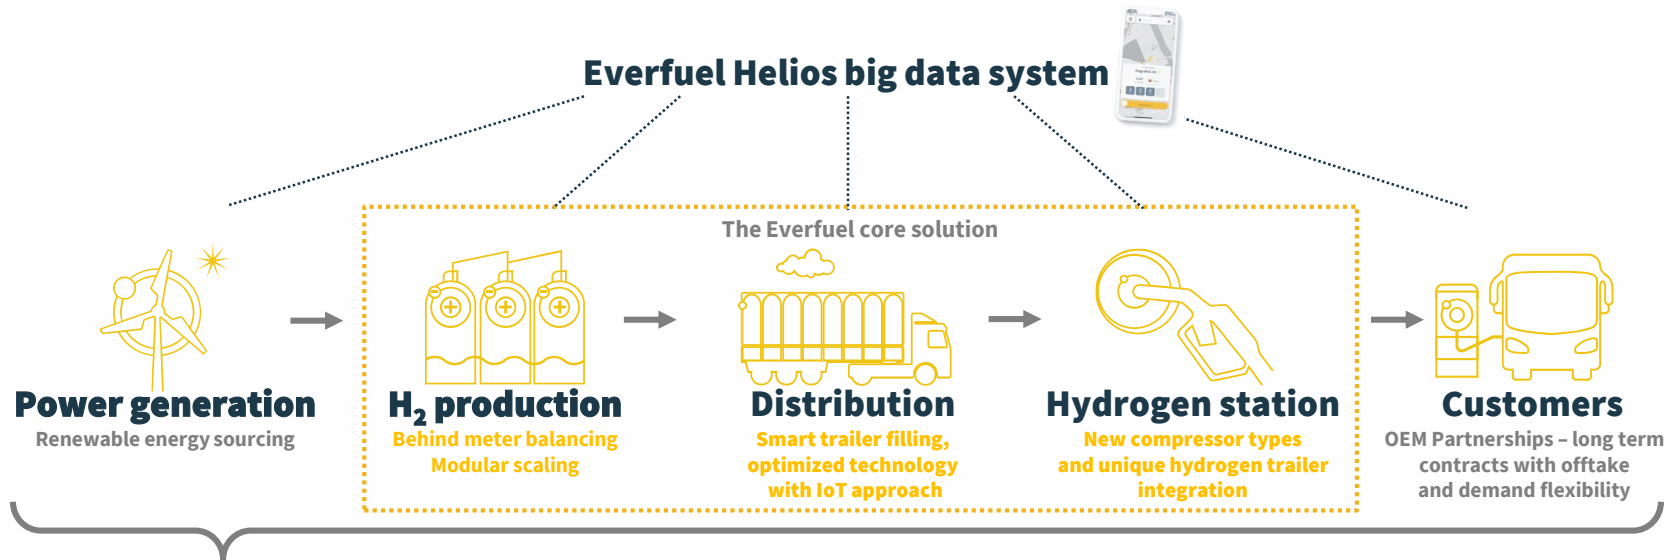 Everfuel Helios big data system
The Everfuel core solution
Power generation
Renewable energy sourcing
H₂ production
Behind meter balancing
Modular scaling
Distribution
Smart trailer filling,
optimized technology
with IoT approach
Hydrogen station
New compressor types
and unique hydrogen trailer
integration
Customers
OEM Partnerships – long term
contracts with offtake
and demand flexibility